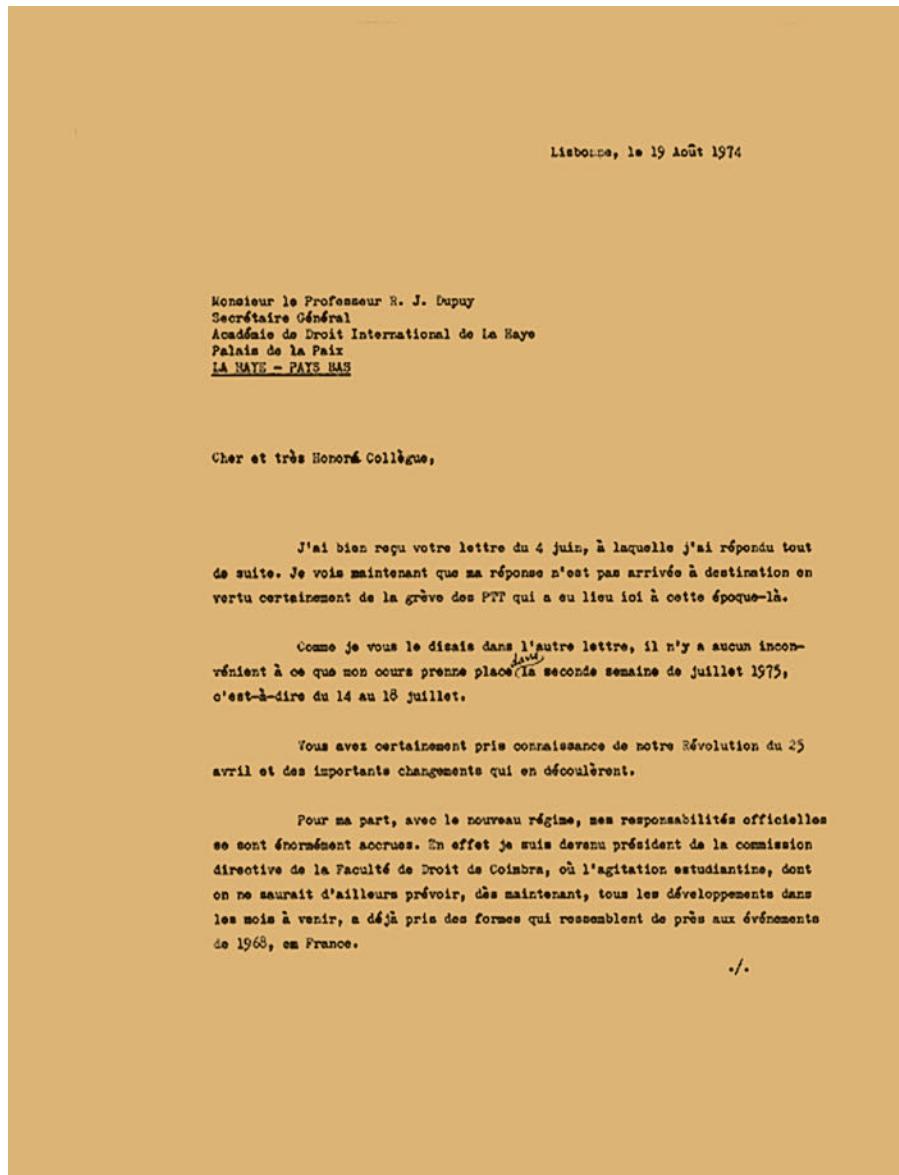 Lisbonne, le 19 Août 1974
Monsieur le Professeur R. J. Dupuy
Secrétaire Général
Académie de Droit International de La Haye
Palais de la Paix
LA HAYE - PAYS BAS
Cher et très Honoré Collègue,
J'ai bien reçu votre lettre du 4 juin, à laquelle j'ai répondu tout
de suite. Je vois maintenant que ma réponse n'est pas arrivée à destination en
vertu certainement de la grève des PTT qui a eu lieu ici à cette époque-là.
Comme je vous le disais dans l'autre lettre, il n'y a aucun incon-
vénient à ce que mon cours prenne place dans la seconde semaine de juillet 1975,
c'est-à-dire du 14 au 18 juillet.
Vous avez certainement pris connaissance de notre Révolution du 25
avril et des importants changements qui en découlèrent.
Pour ma part, avec le nouveau régime, mes responsabilités officielles
se sont énormément accrues. En effet je suis devenu président de la commission
directive de la Faculté de Droit de Coimbra, où l'agitation estudiantine, dont
on ne saurait d'ailleurs prévoir, dès maintenant, tous les développements dans
les mois à venir, a déjà pris des formes qui ressemblent de près aux événements
de 1968, en France.
./.